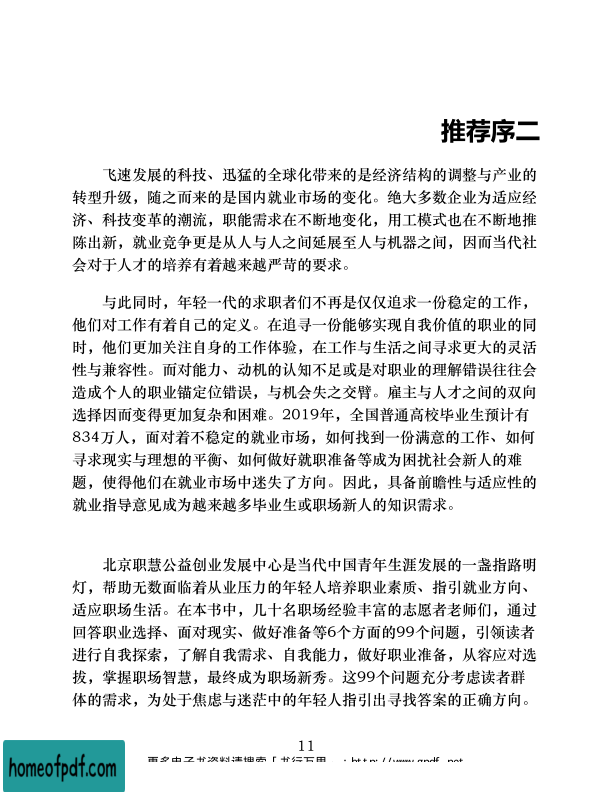 推荐序二
飞速发展的科技、迅猛的全球化带来的是经济结构的调整与产业的
转型升级，随之而来的是国内就业市场的变化。绝大多数企业为适应经
济、科技变革的潮流，职能需求在不断地变化，用工模式也在不断地推
陈出新，就业竞争更是从人与人之间延展至人与机器之间，因而当代社
会对于人才的培养有着越来越严苛的要求。
与此同时，年轻一代的求职者们不再是仅仅追求一份稳定的工作，
他们对工作有着自己的定义。在追寻一份能够实现自我价值的职业的同
时，他们更加关注自身的工作体验，在工作与生活之间寻求更大的灵活
性与兼容性。而对能力、动机的认知不足或是对职业的理解错误往往会
造成个人的职业锚定位错误，与机会失之交臂。雇主与人才之间的双向
选择因而变得更加复杂和困难。2019年，全国普通高校毕业生预计有
834万人，面对着不稳定的就业市场，如何找到一份满意的工作、如何
寻求现实与理想的平衡、如何做好就职准备等成为困扰社会新人的难
题，使得他们在就业市场中迷失了方向。因此，具备前瞻性与适应性的
就业指导意见成为越来越多毕业生或职场新人的知识需求。
北京职慧公益创业发展中心是当代中国青年生涯发展的一盏指路明
灯，帮助无数面临着从业压力的年轻人培养职业素质、指引就业方向、
适应职场生活。在本书中，几十名职场经验丰富的志愿者老师们，通过
回答职业选择、面对现实、做好准备等6个方面的99个问题，引领读者
进行自我探索，了解自我需求、自我能力，做好职业准备，从容应对选
拔，掌握职场智慧，最终成为职场新秀。这99个问题充分考虑读者群
体的需求，为处于焦虑与迷茫中的年轻人指引出寻找答案的正确方向。
11
homeofpdf.com